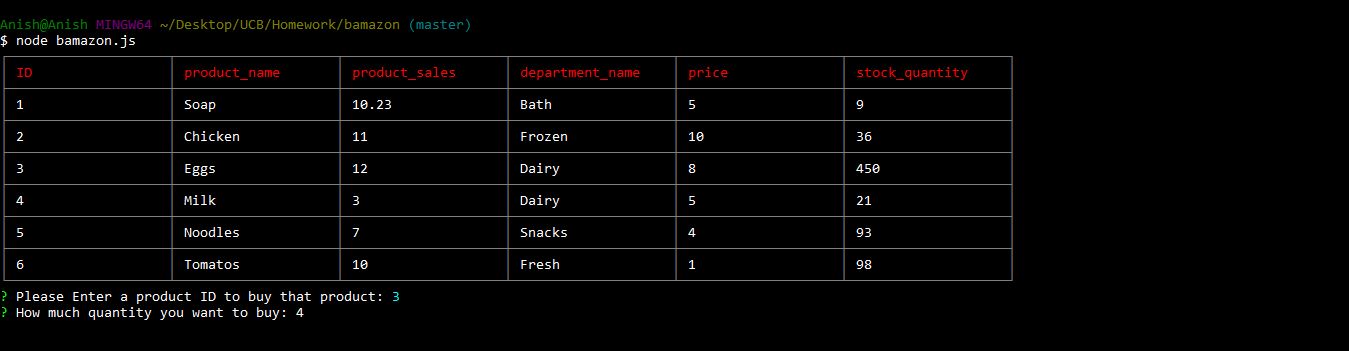 Anish@Anish MINGW64 ~/Desktop/UCB/Homework/bamazon (master)
$ node bamazon.js
ID product_name product_sales department_name price stock_quantity
1 Soap 10.23 Bath 5 9
2 Chicken 11 Frozen 10 36
3 Eggs 12 Dairy 8 450
4 Milk 3 Dairy 5 21
5 Noodles 7 Snacks 4 93
6 Tomatos 10 Fresh 1 98
? Please Enter a product ID to buy that product: 3
? How much quantity you want to buy: 4